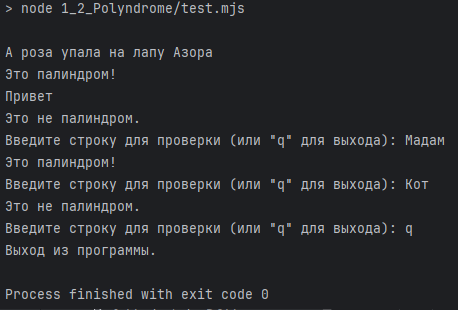 > node 1_2_Polyndrome/test.mjs
А роза упала на лапу Азора
Это палиндром!
Привет
Это не палиндром.
Введите строку для проверки (или "q" для выхода): Мадам
Это палиндром!
Введите строку для проверки (или "q" для выхода): Кот
Это не палиндром.
Введите строку для проверки (или "q" для выхода): q
Выход из программы.
Process finished with exit code 0